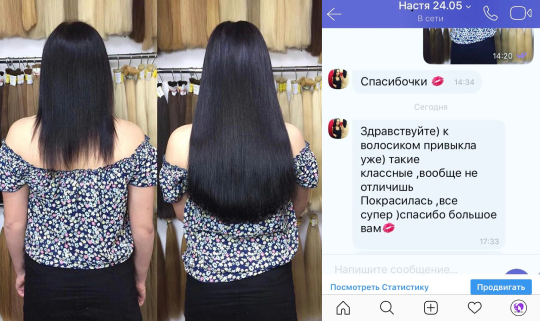 Настя 24.05
В сети
14:20
Спасибочки 💋 14:34
Сегодня
Здравствуйте) к
волосиком привыкла
уже) такие
классные ,вообще не
отличишь
Покрасилась ,все
супер )спасибо большое
вам💋
17:33
Напишите сообщение...
Посмотреть Статистику
Продвигать